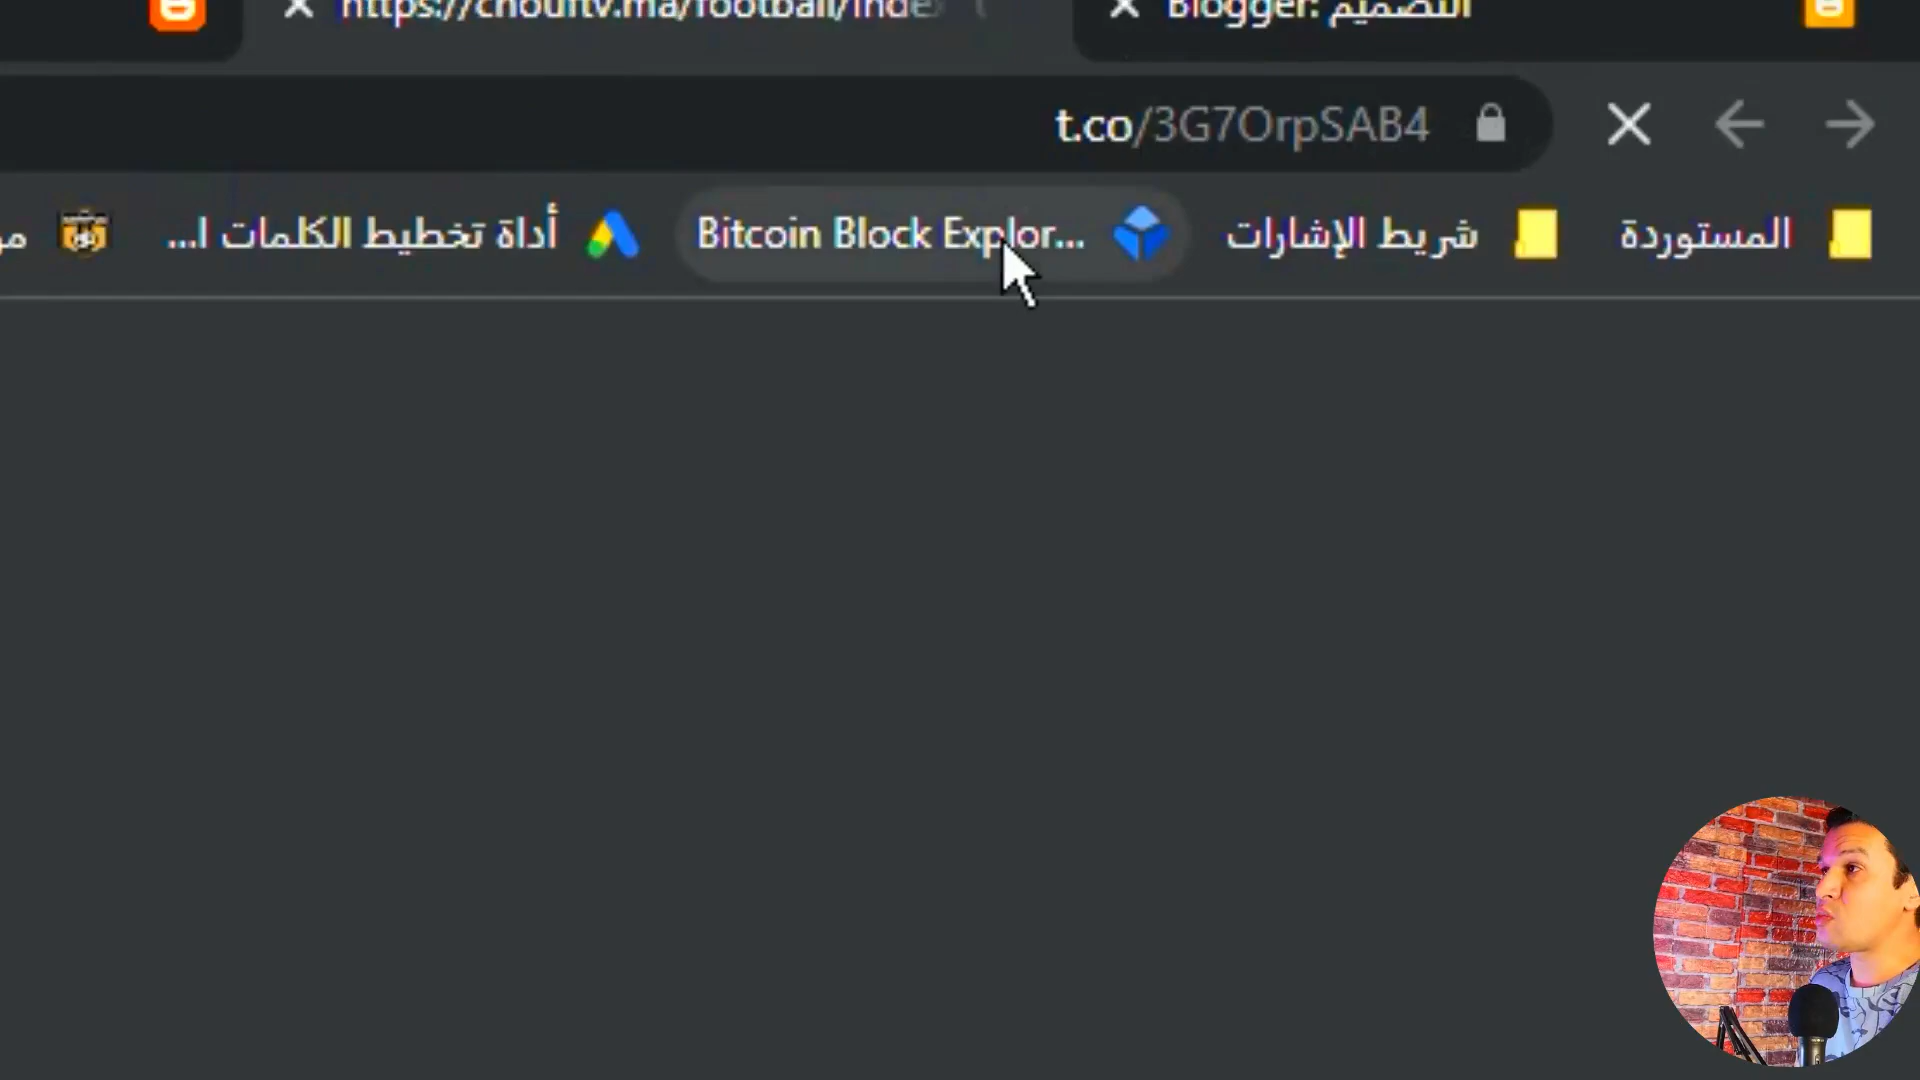 Blogger: التصميم
https://chouftv.ma/football/inde
t.co/3G7OrpSAB4
المستوردة
شريط الإشارات
Bitcoin Block Explor...
أداة تخطيط الكلمات ا...